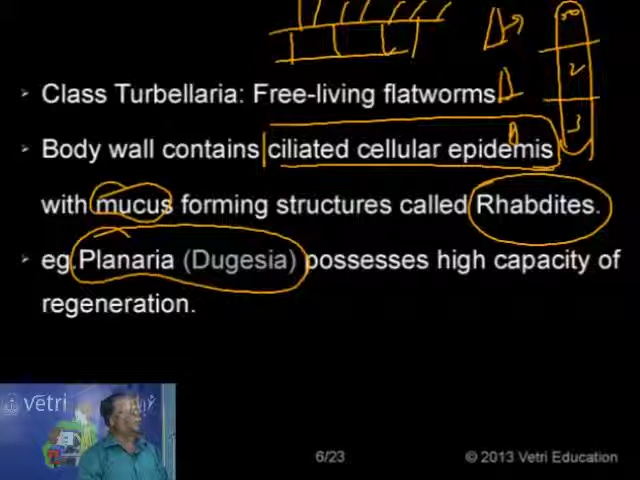 Class Turbellaria: Free-living flatworms
Body wall contains ciliated cellular epidemis
with mucus forming structures called Rhabdites.
eg.Planaria (Dugesia) possesses high capacity of
regeneration.
vetri
6/23
© 2013 Vetri Education